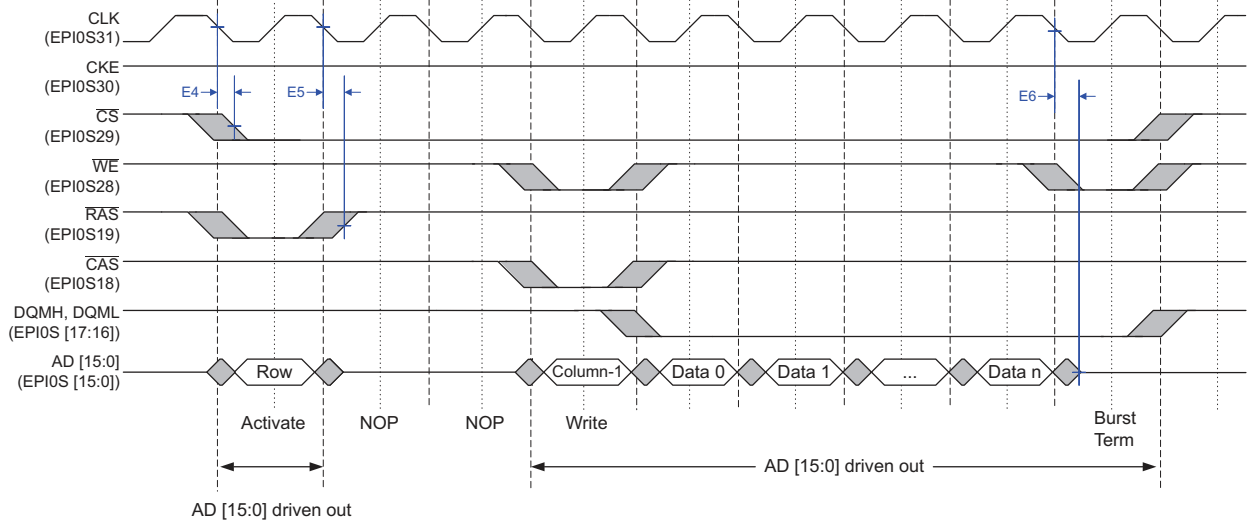 CLK
(EPI0S31)
CKE
(EPI0S30)
E4
E5
E6
CS
(EPI0S29)
WE
(EPI0S28)
RAS
(EPI0S19)
CAS
(EPI0S18)
DQMH, DQML
(EPI0S [17:16])
AD [15:0]
(EPI0S [15:0])
Row
Column-1
Data 0
Data 1
...
Data n
Activate
NOP
NOP
Write
Burst
Term
AD [15:0] driven out
AD [15:0] driven out